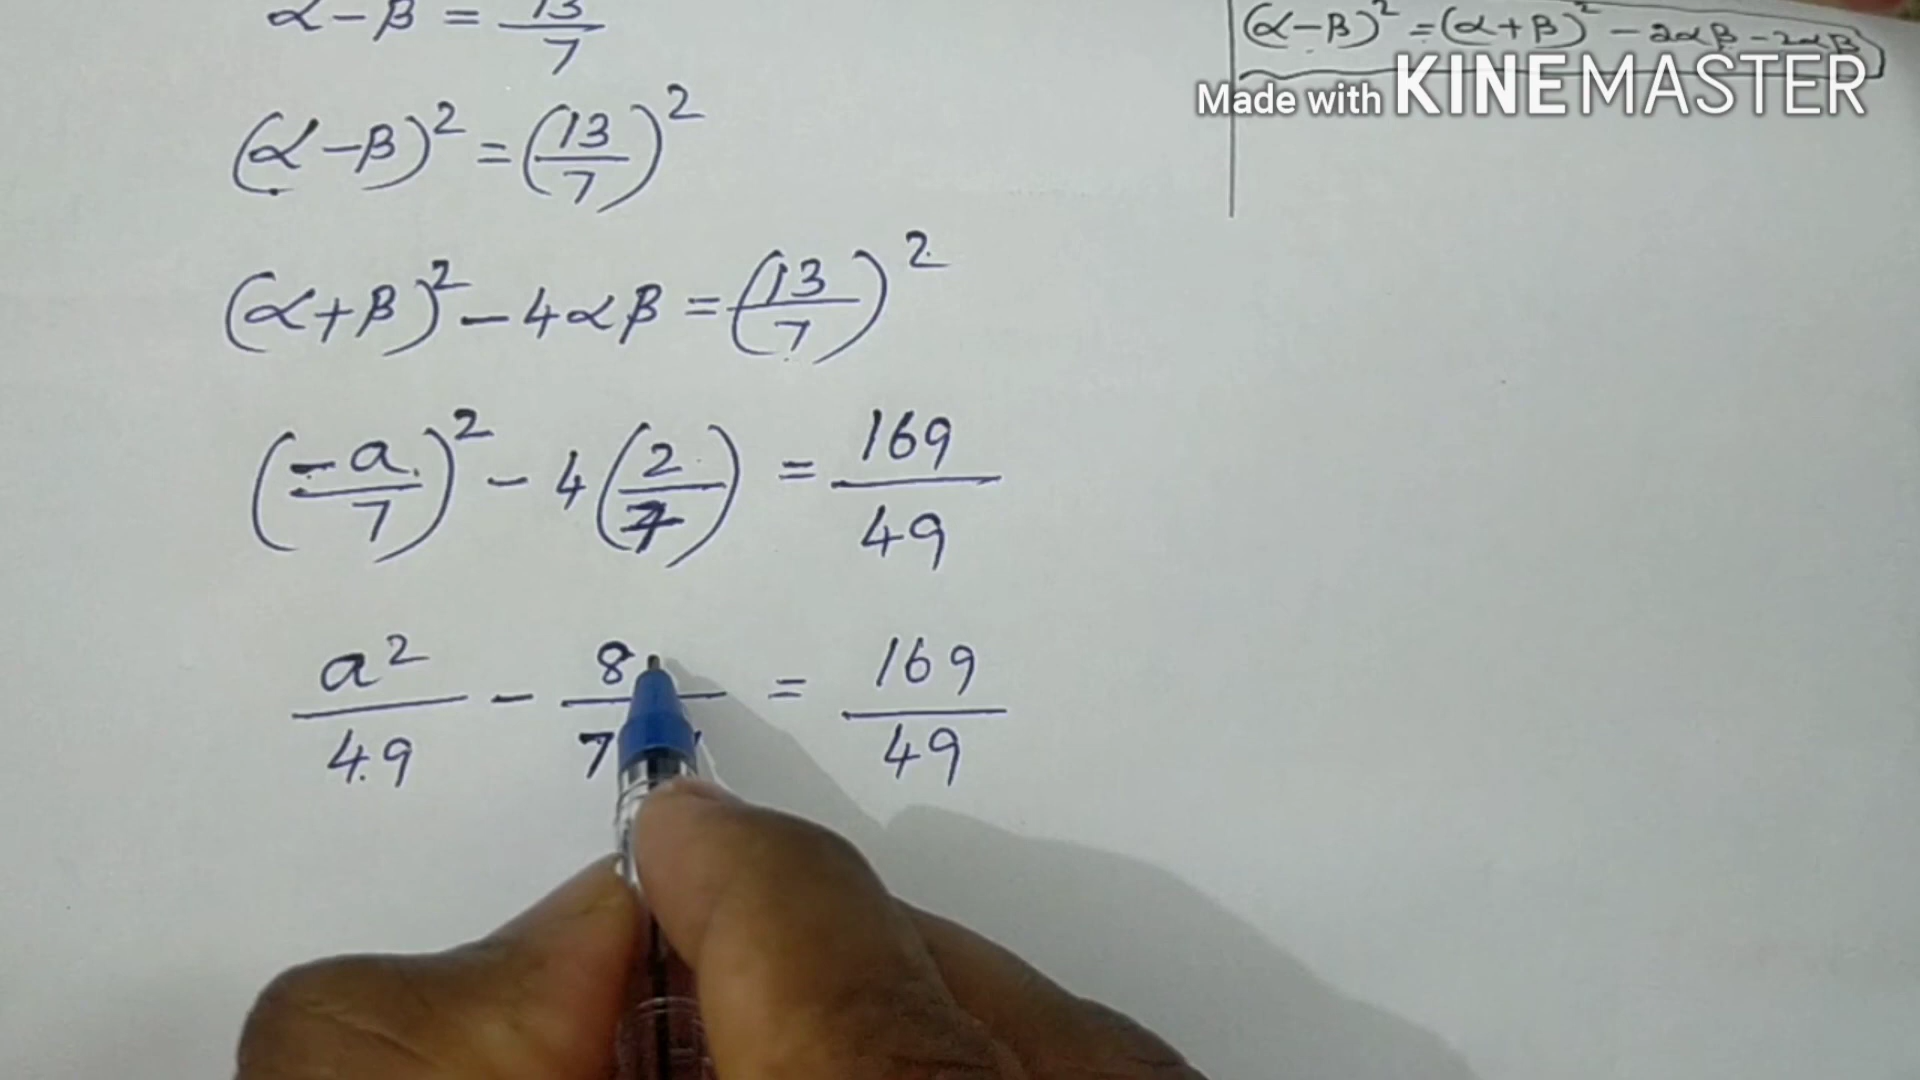 α - β = 13/7
(α - β)² = (α + β)² - 2αβ - 2αβ
Made with KINEMASTER
(α - β)² = (13/7)²
(α + β)² - 4αβ = (13/7)²
(-a/7)² - 4(2/7) = 169/49
a²/49 - 8/7 = 169/49